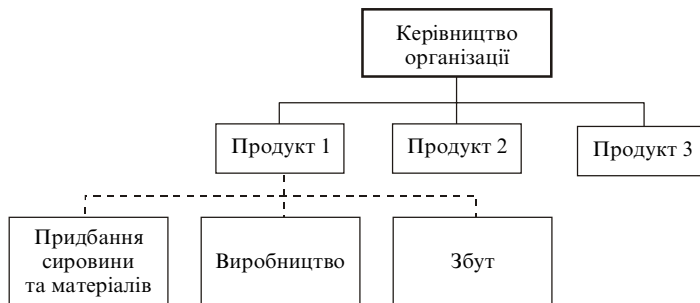 Керівництво
організації
Продукт 1
Продукт 2
Продукт 3
Придбання
сировини
та матеріалів
Виробництво
Збут